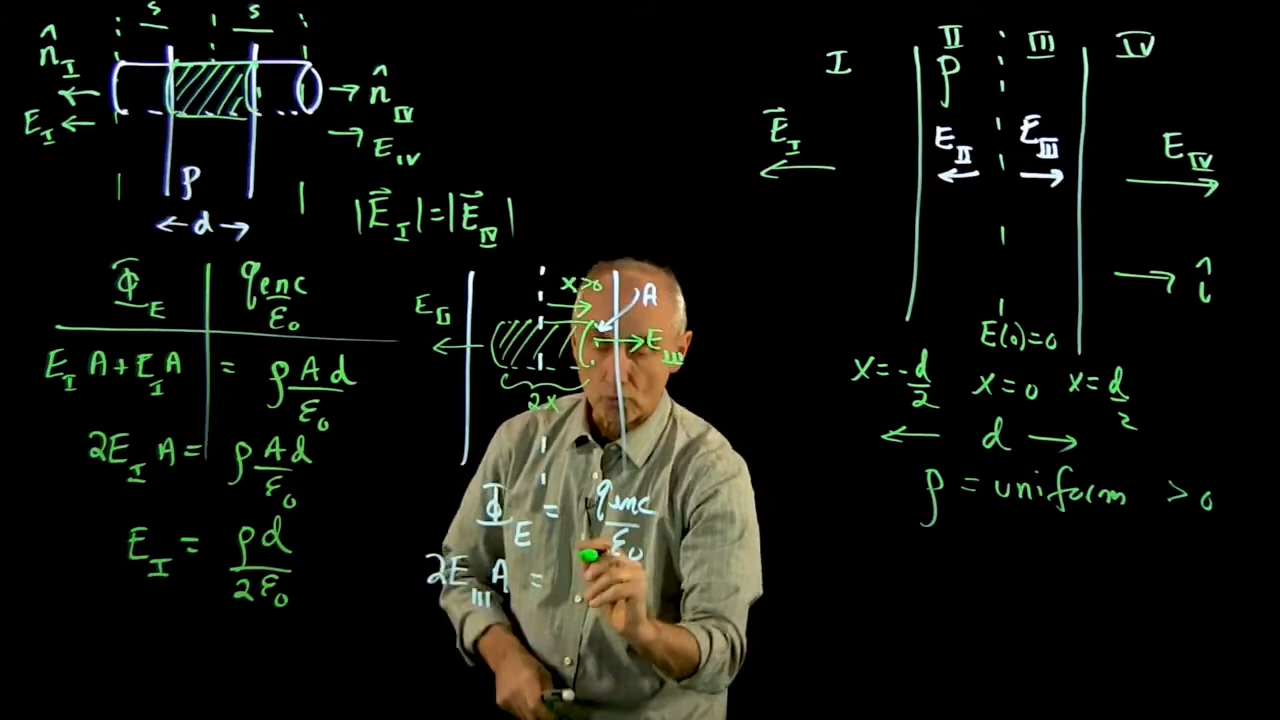 s s
n̂_I
E_I
n̂_IV
E_IV
ρ
d
|E⃗_I| = |E⃗_IV|
Φ_E q_enc/ε₀
E_I A + E_I A = ρ A d/ε₀
2E_I A = ρ A d/ε₀
E_I = ρd/2ε₀
x>0
A
E_II
E_III
2x
Φ_E = q_enc/ε₀
2E_III A =
I II III IV
ρ
E⃗_I E_II E_III E_IV
î
E(0)=0
x = -d/2 x = 0 x = d/2
d
ρ = uniform > 0